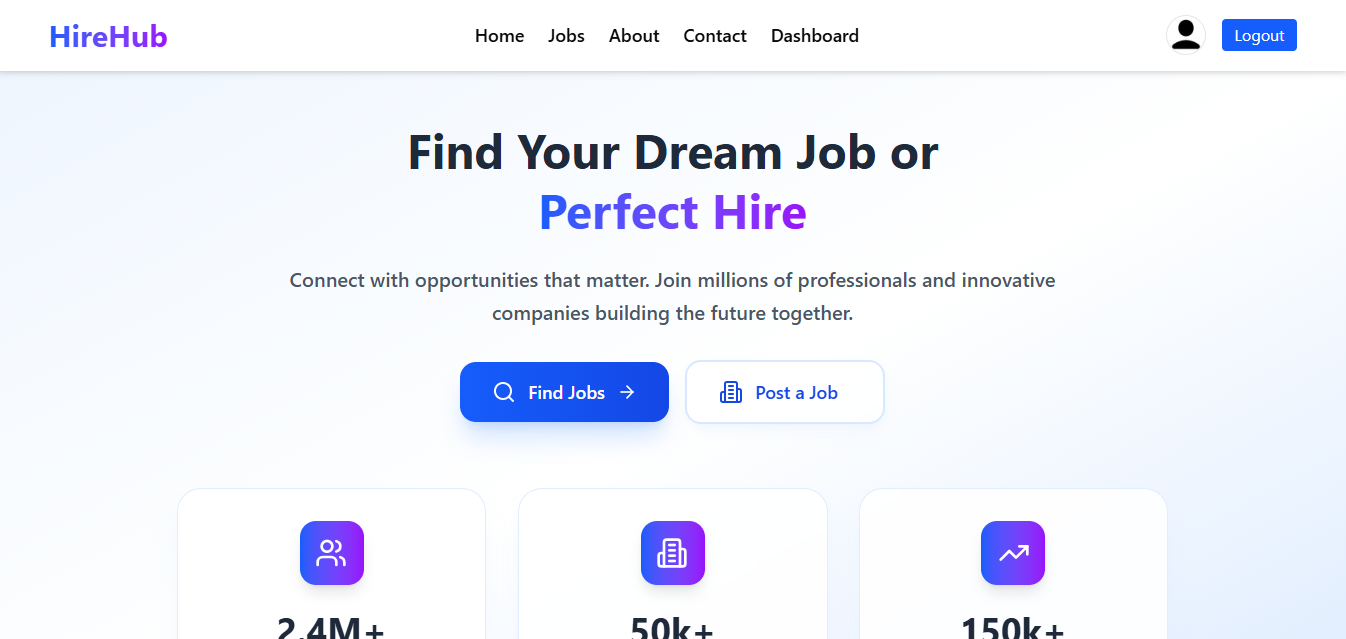 HireHub
Home Jobs About Contact Dashboard
Logout
Find Your Dream Job or
Perfect Hire
Connect with opportunities that matter. Join millions of professionals and innovative
companies building the future together.
Find Jobs
Post a Job
2.4M+ 50k+ 150k+